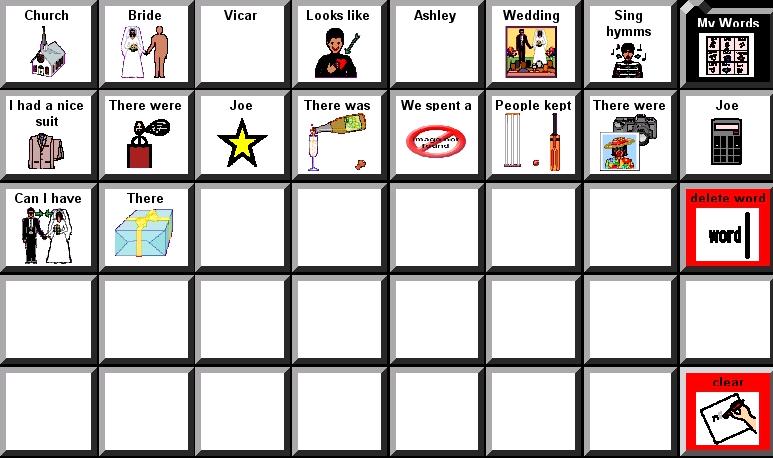 Church
Bride
Vicar
Looks like
Ashley
Wedding
Sing
hymms
My Words
I had a nice
suit
There were
Joe
There was
We spent a
Image not
found
People kept
There were
Joe
Can I have
There
delete word
word
clear